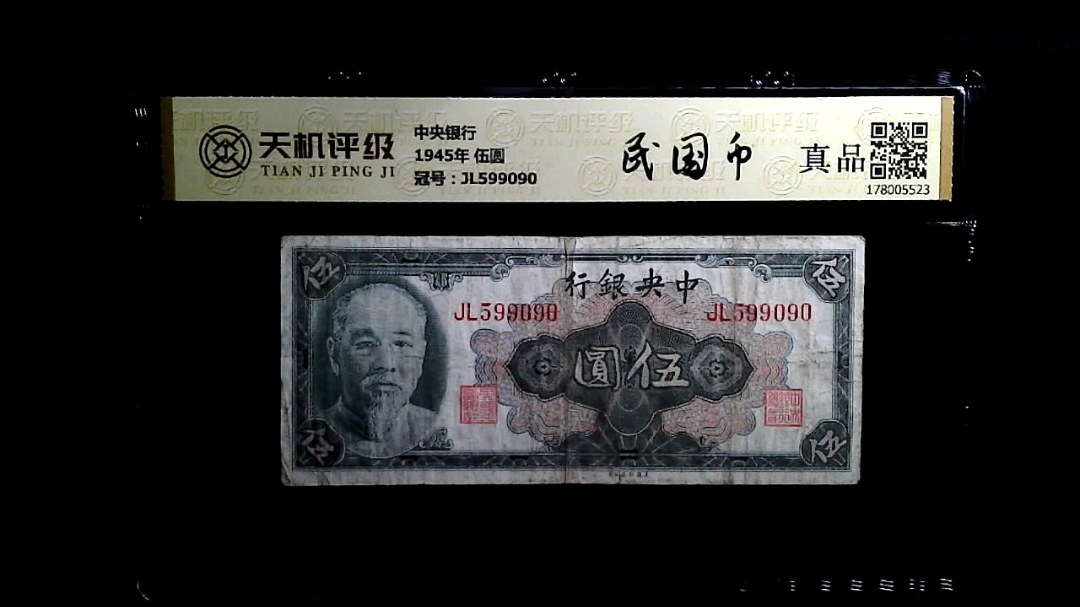 天机评级
TIAN JI PING JI
中央银行
1945年 伍圆
冠号：JL599090
民国币
真品
178005523
伍
伍
行銀央中
JL599090
JL599090
圓伍
伍
伍